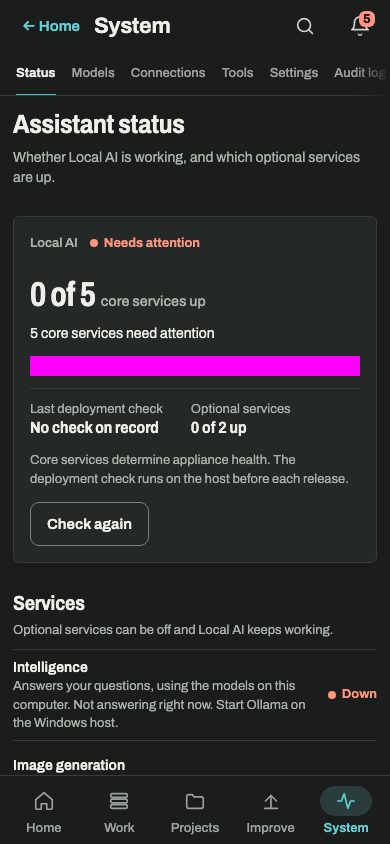 ← Home System
5
Status Models Connections Tools Settings Audit log
Assistant status
Whether Local AI is working, and which optional services
are up.
Local AI Needs attention
0 of 5 core services up
5 core services need attention
Last deployment check Optional services
No check on record 0 of 2 up
Core services determine appliance health. The
deployment check runs on the host before each release.
Check again
Services
Optional services can be off and Local AI keeps working.
Intelligence
Answers your questions, using the models on this
computer. Not answering right now. Start Ollama on
the Windows host.
Down
Image generation
Home Work Projects Improve System